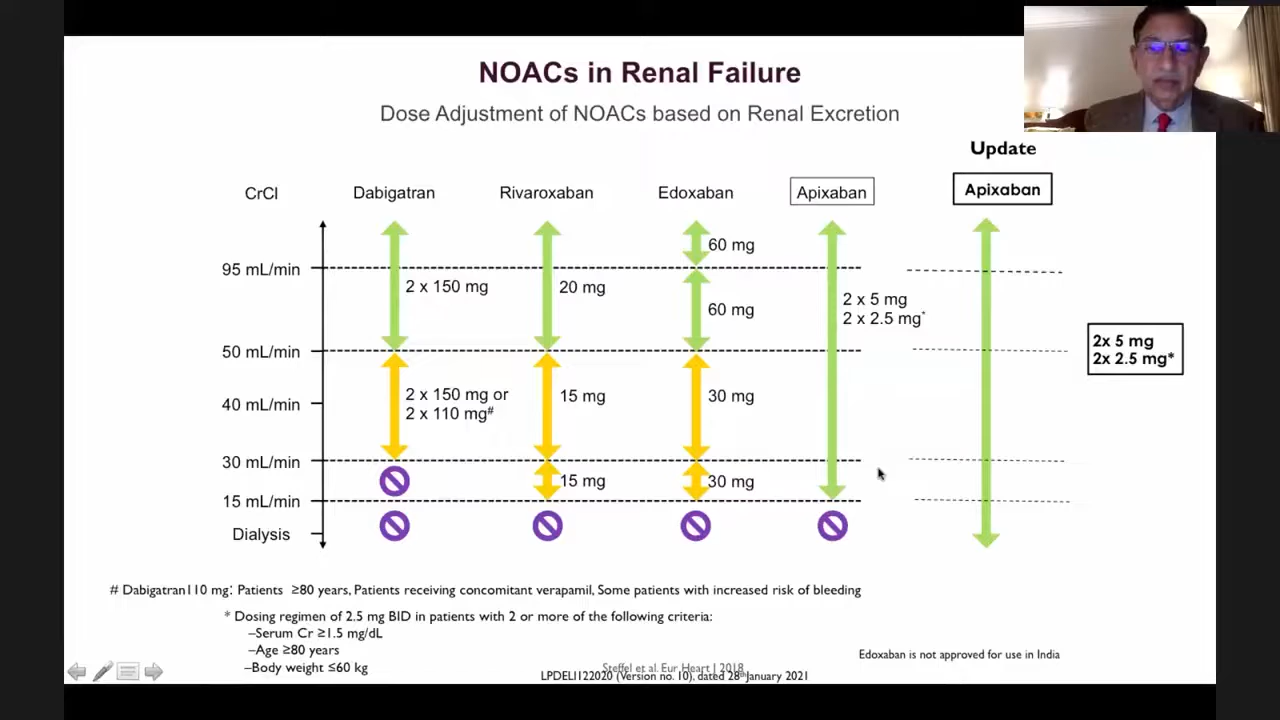 NOACs in Renal Failure
Dose Adjustment of NOACs based on Renal Excretion
Update
CrCl Dabigatran Rivaroxaban Edoxaban Apixaban Apixaban
60 mg
95 mL/min
2 x 150 mg 20 mg 60 mg 2 x 5 mg
2 x 2.5 mg*
50 mL/min
2x 5 mg
2x 2.5 mg*
40 mL/min 2 x 150 mg or 15 mg 30 mg
2 x 110 mg#
30 mL/min
15 mg 30 mg
15 mL/min
Dialysis
# Dabigatran110 mg: Patients ≥80 years, Patients receiving concomitant verapamil, Some patients with increased risk of bleeding
* Dosing regimen of 2.5 mg BID in patients with 2 or more of the following criteria:
–Serum Cr ≥1.5 mg/dL
–Age ≥80 years
–Body weight ≤60 kg
Edoxaban is not approved for use in India
Steffel et al. Eur Heart J 2018
LPDELI122020 (Version no. 10), dated 28th January 2021